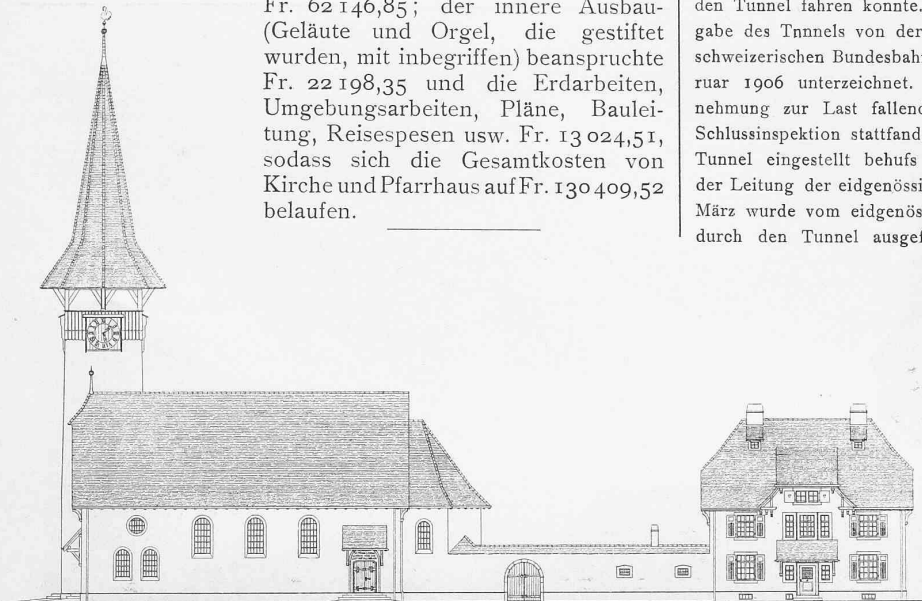 Fr. 62 146,85; der innere Ausbau-
(Geläute und Orgel, die gestiftet
wurden, mit inbegriffen) beanspruchte
Fr. 22 198,35 und die Erdarbeiten,
Umgebungsarbeiten, Pläne, Baulei-
tung, Reisespesen usw. Fr. 13 024,51,
sodass sich die Gesamtkosten von
Kirche und Pfarrhaus auf Fr. 130 409,52
belaufen.
den Tunnel fahren konnte.
gabe des Tnnnels von der
schweizerischen Bundesbah
ruar 1906 unterzeichnet.
nehmung zur Last fallend
Schlussinspektion stattfand
Tunnel eingestellt behufs
der Leitung der eidgenössi
März wurde vom eidgenös
durch den Tunnel ausgef